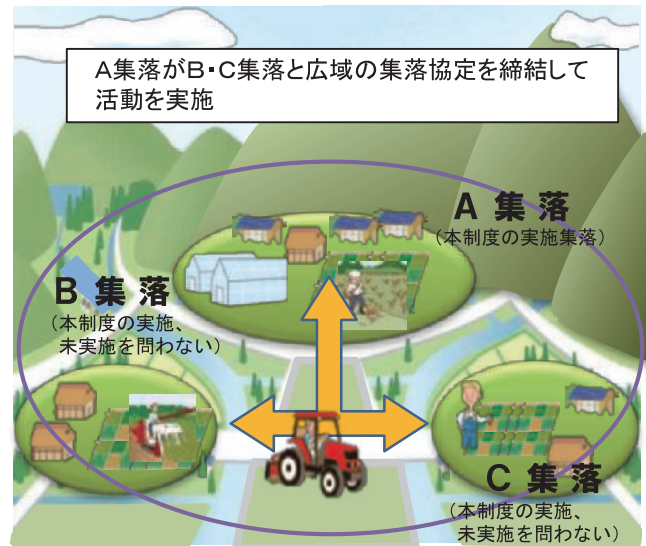 A集落がB・C集落と広域の集落協定を締結して
活動を実施
A 集 落
(本制度の実施集落)
B 集 落
(本制度の実施、
未実施を問わない)
C 集 落
(本制度の実施、
未実施を問わない)